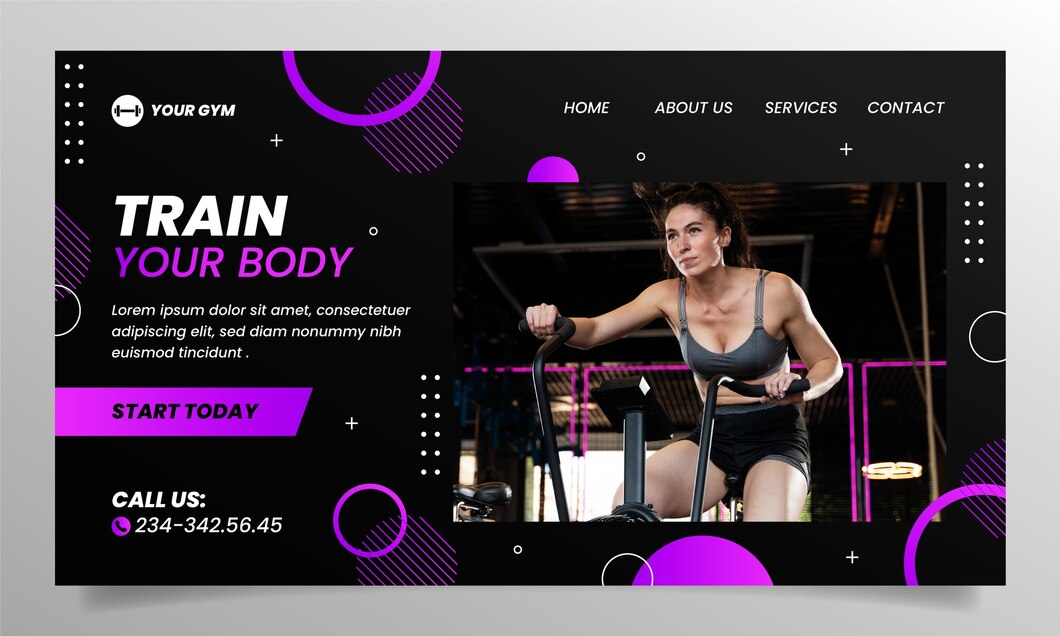 YOUR GYM
HOME ABOUT US SERVICES CONTACT
TRAIN
YOUR BODY
Lorem ipsum dolor sit amet, consectetuer
adipiscing elit, sed diam nonummy nibh
euismod tincidunt .
START TODAY
CALL US:
234-342.56.45